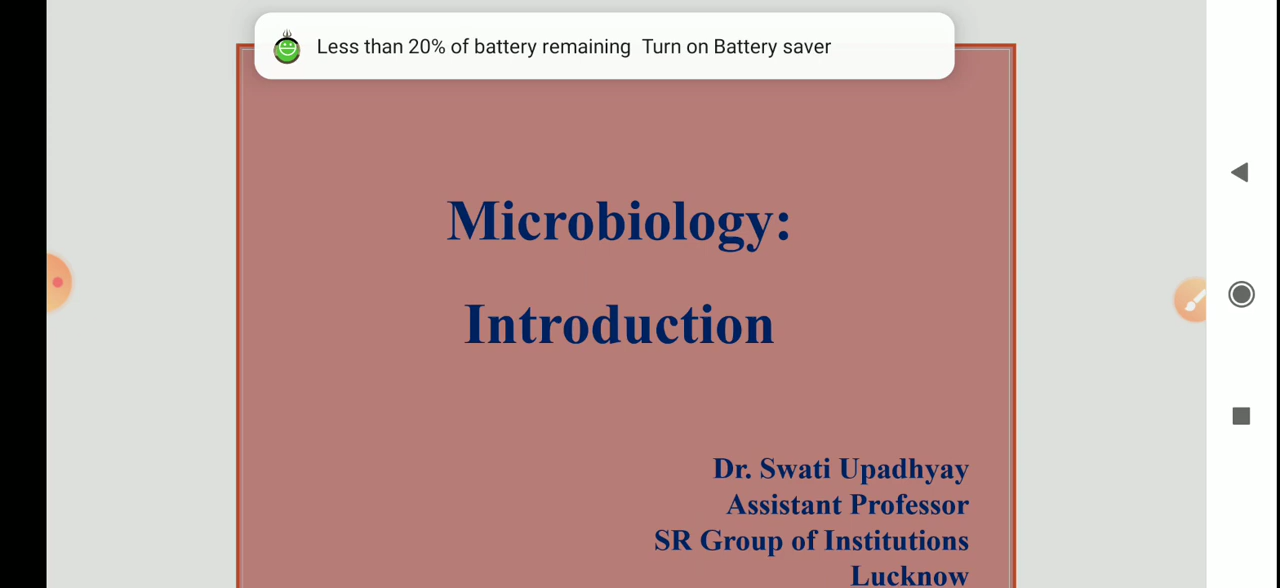 Less than 20% of battery remaining Turn on Battery saver
Microbiology:
Introduction
Dr. Swati Upadhyay
Assistant Professor
SR Group of Institutions
Lucknow